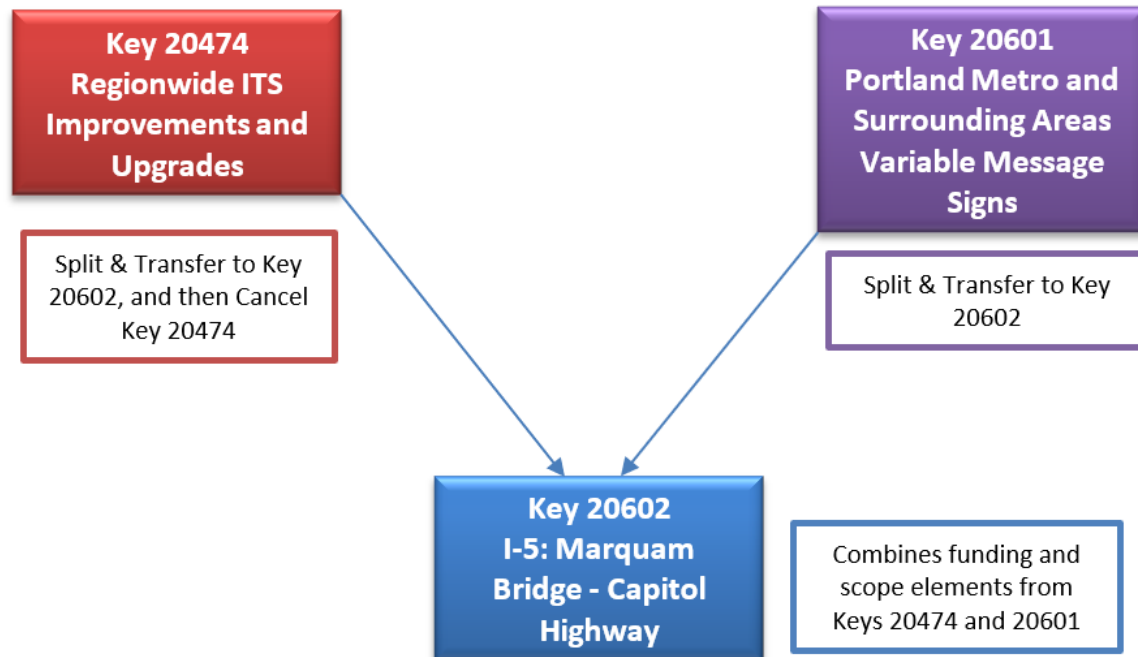 Key 20474
Regionwide ITS
Improvements and
Upgrades
Key 20601
Portland Metro and
Surrounding Areas
Variable Message
Signs
Split & Transfer to Key
20602, and then Cancel
Key 20474
Split & Transfer to Key
20602
Key 20602
I-5: Marquam
Bridge - Capitol
Highway
Combines funding and
scope elements from
Keys 20474 and 20601